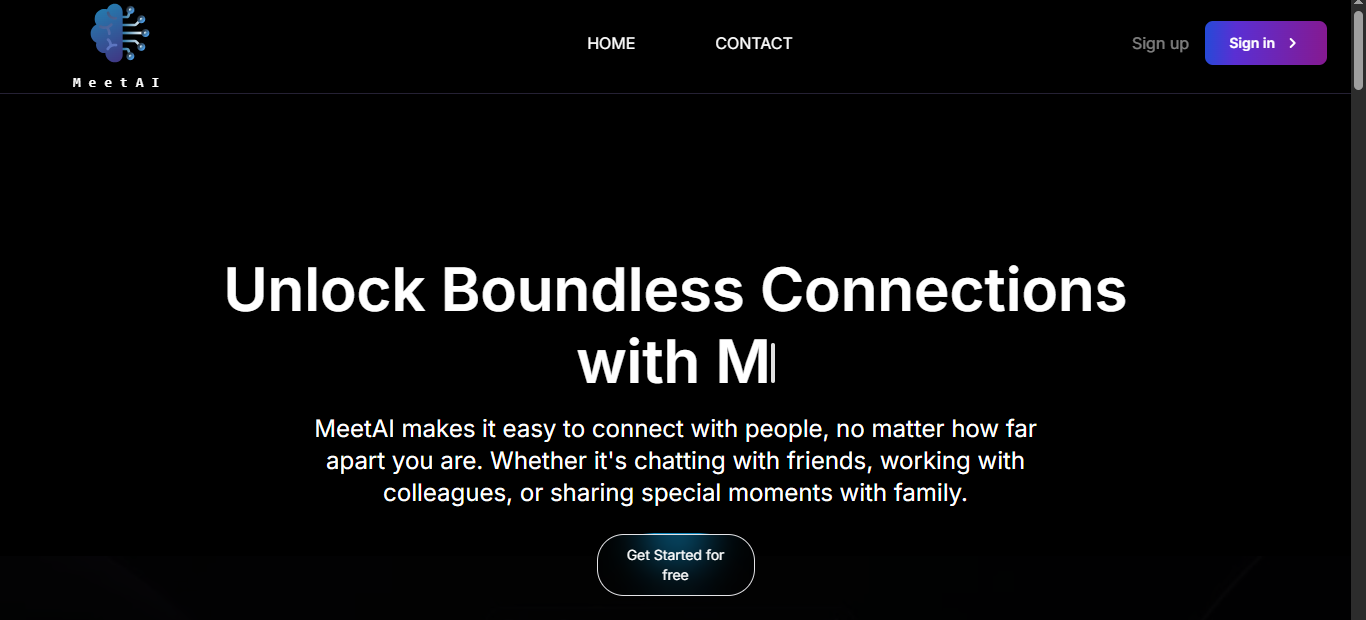 MeetAI
HOME
CONTACT
Sign up
Sign in
Unlock Boundless Connections
with M
MeetAI makes it easy to connect with people, no matter how far
apart you are. Whether it's chatting with friends, working with
colleagues, or sharing special moments with family.
Get Started for
free